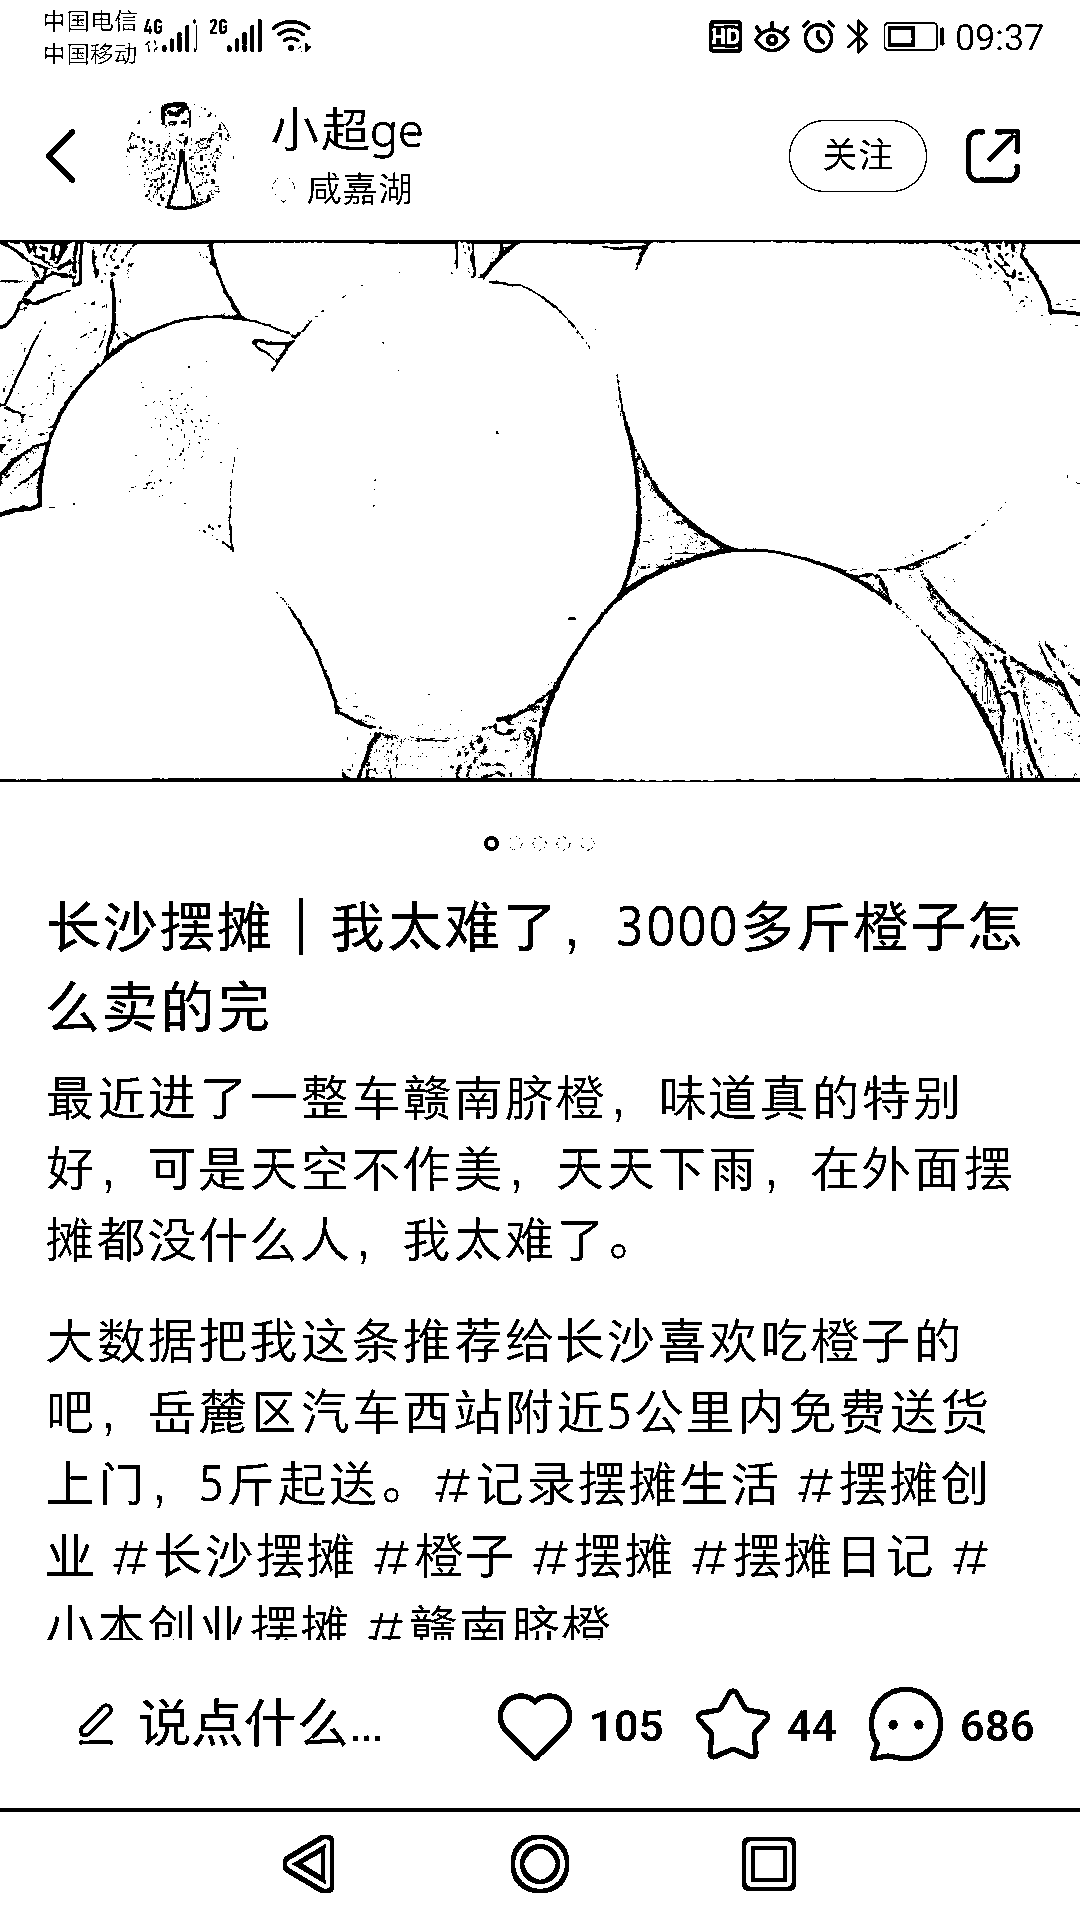 中国电信 4G 2G HD 09:37
中国移动
小超ge
咸嘉湖
关注
长沙摆摊｜我太难了，3000多斤橙子怎
么卖的完
最近进了一整车赣南脐橙，味道真的特别
好，可是天空不作美，天天下雨，在外面摆
摊都没什么人，我太难了。
大数据把我这条推荐给长沙喜欢吃橙子的
吧，岳麓区汽车西站附近5公里内免费送货
上门，5斤起送。#记录摆摊生活 #摆摊创
业 #长沙摆摊 #橙子 #摆摊 #摆摊日记 #
小本创业摆摊 #赣南脐橙
说点什么... 105 44 686